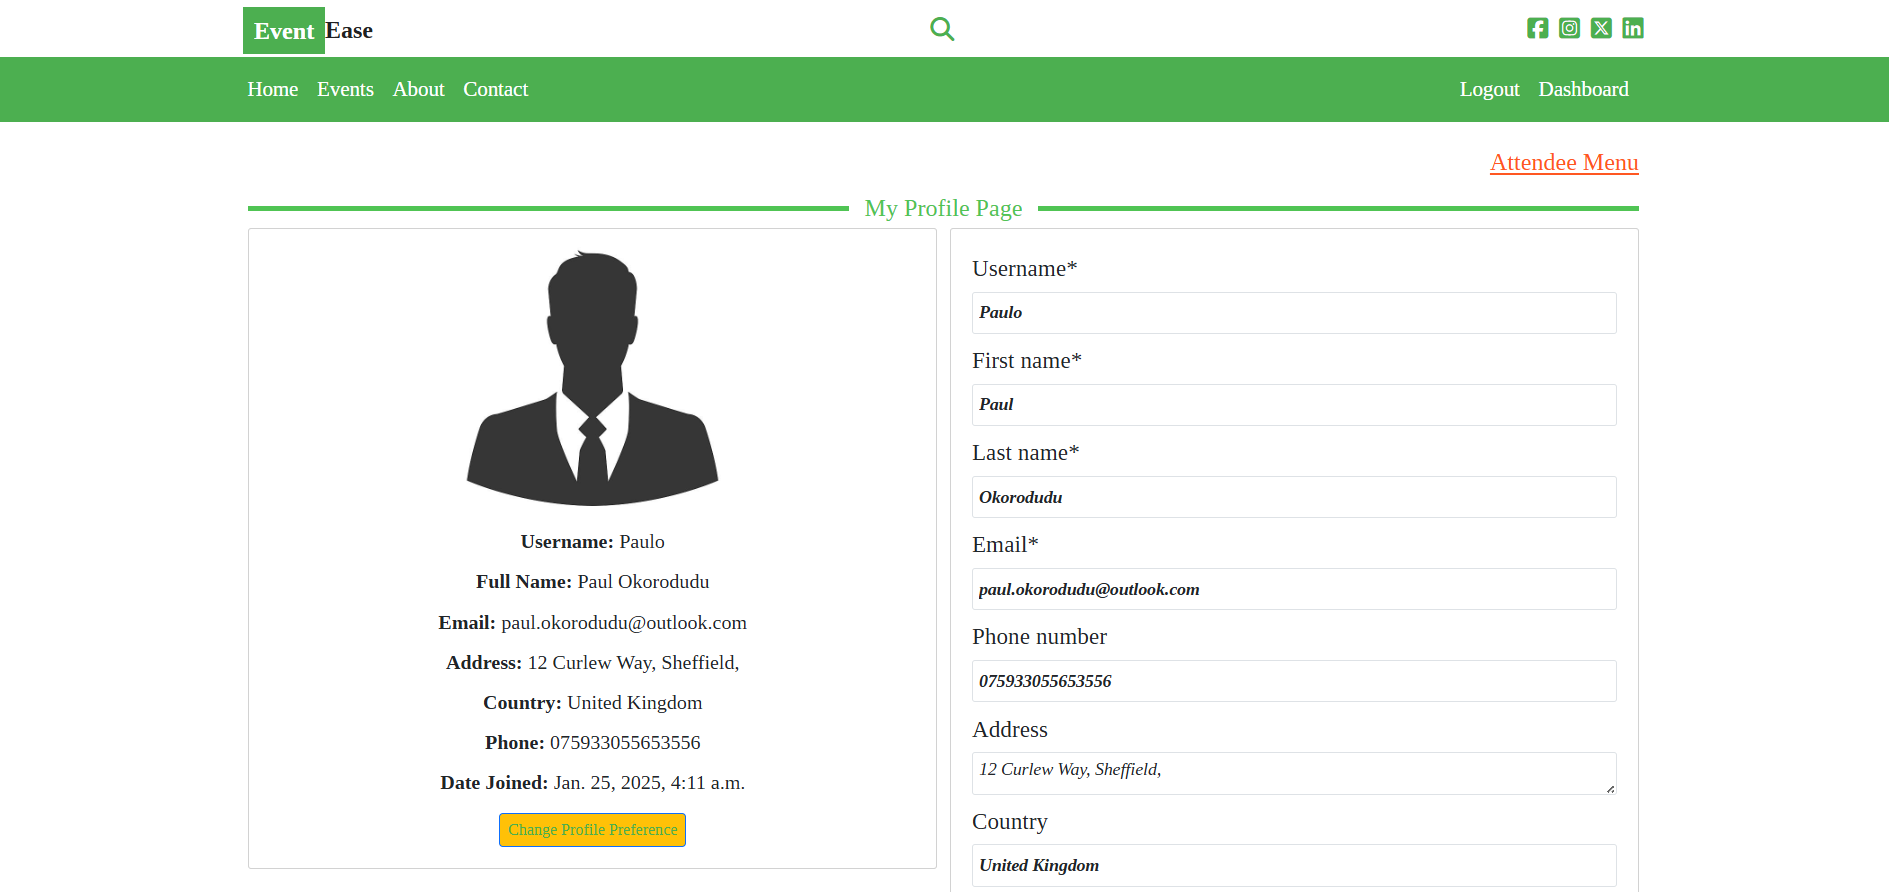 Event Ease
Home Events About Contact Logout Dashboard
Attendee Menu
My Profile Page
Username: Paulo
Full Name: Paul Okorodudu
Email: paul.okorodudu@outlook.com
Address: 12 Curlew Way, Sheffield,
Country: United Kingdom
Phone: 075933055653556
Date Joined: Jan. 25, 2025, 4:11 a.m.
Change Profile Preference
Username*
Paulo
First name*
Paul
Last name*
Okorodudu
Email*
paul.okorodudu@outlook.com
Phone number
075933055653556
Address
12 Curlew Way, Sheffield,
Country
United Kingdom